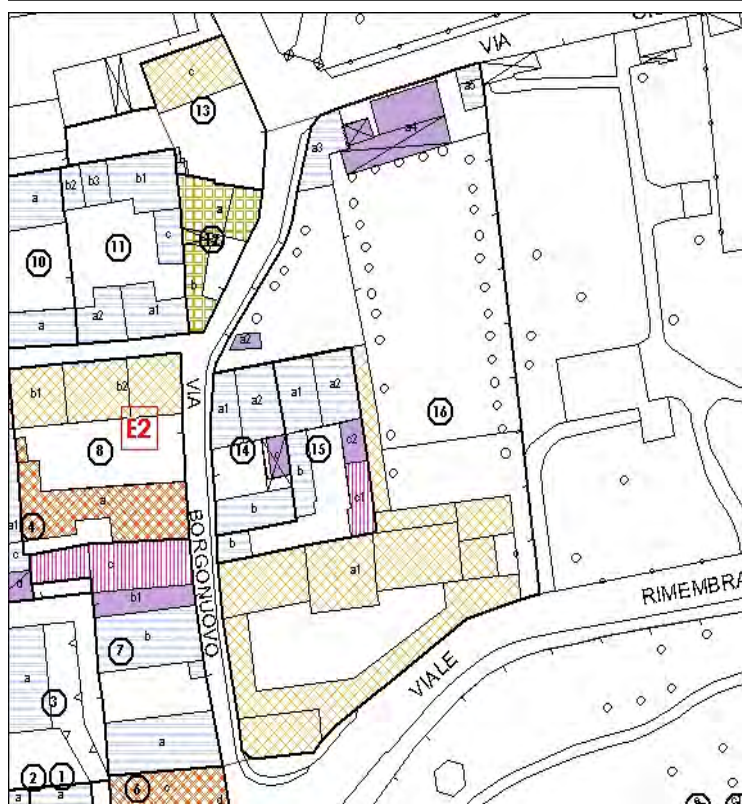 VIA
c
13
a5
a4
a3
a
b2
b3
b1
a
12
c
b
10
11
a
a2
a1
a2
VIA
b1
b2
a1
a2
a1
a2
E2
16
8
14
15
c2
c
b
a
c1
b
4
a1
c
b
c
a1
d
b1
BORGONUOVO
RIMEMBRA
b
7
VIALE
a
3
a
2
1
6
c
d
a
a